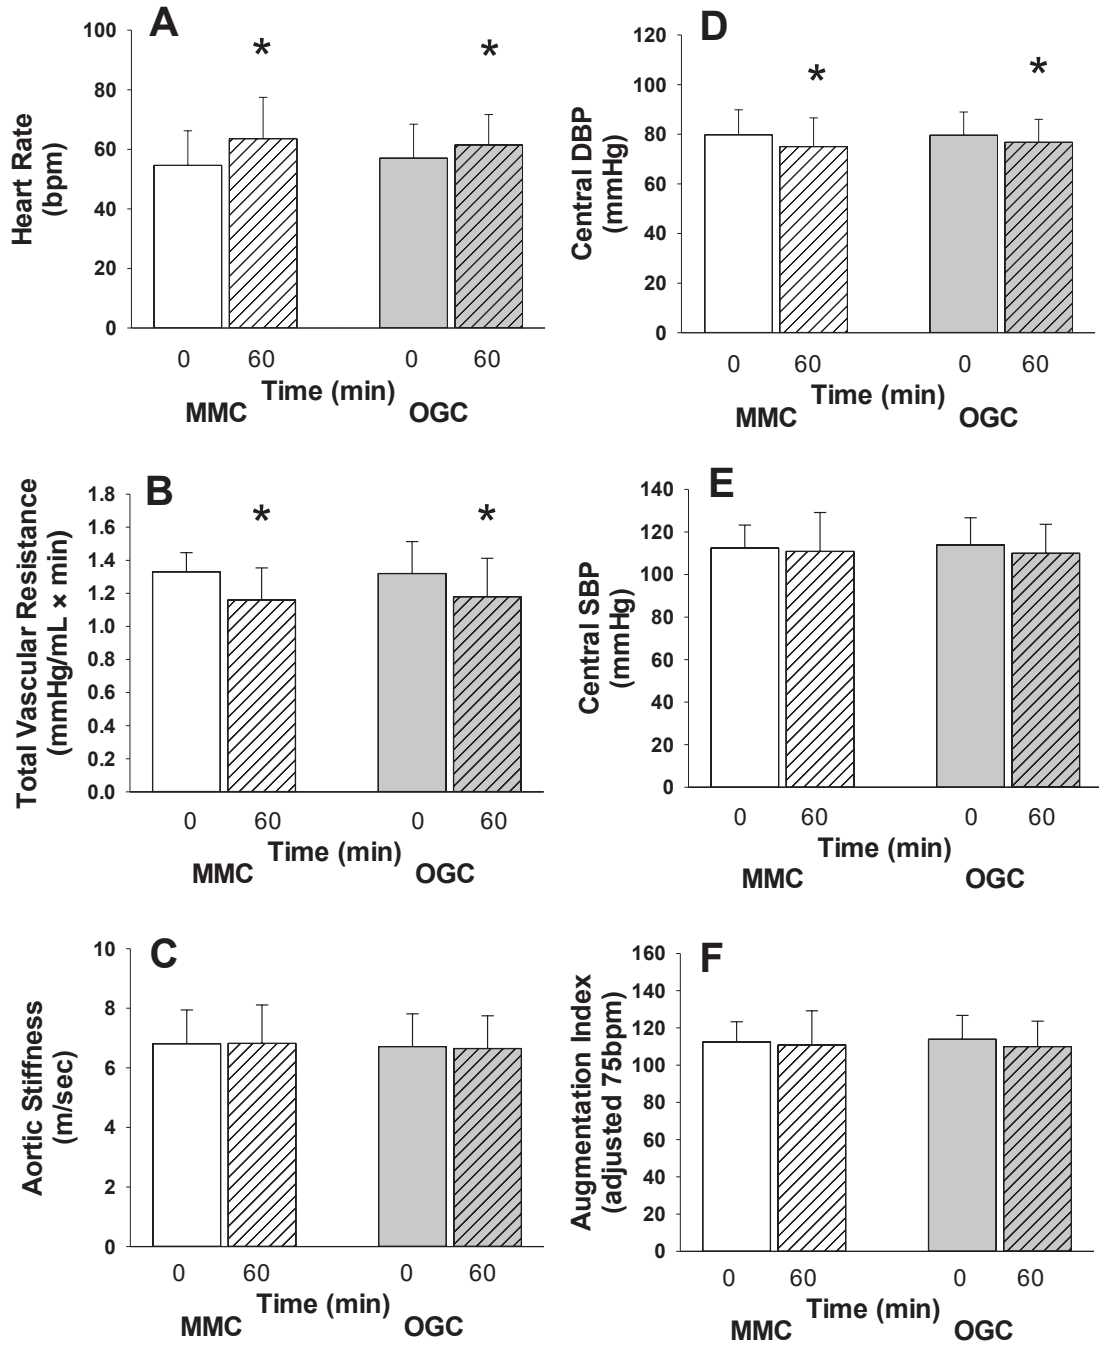 A
Heart Rate
(bpm)
100
80
60
40
20
0
*
*
0 60 0 60
Time (min)
MMC OGC
D
Central DBP
(mmHg)
120
100
80
60
40
20
0
*
*
0 60 0 60
Time (min)
MMC OGC
B
Total Vascular Resistance
(mmHg/mL × min)
1.8
1.6
1.4
1.2
1.0
0.8
0.6
0.4
0.2
0.0
*
*
0 60 0 60
Time (min)
MMC OGC
E
Central SBP
(mmHg)
140
120
100
80
60
40
20
0
0 60 0 60
Time (min)
MMC OGC
C
Aortic Stiffness
(m/sec)
10
8
6
4
2
0
0 60 0 60
Time (min)
MMC OGC
F
Augmentation Index
(adjusted 75bpm)
160
140
120
100
80
60
40
20
0
0 60 0 60
Time (min)
MMC OGC